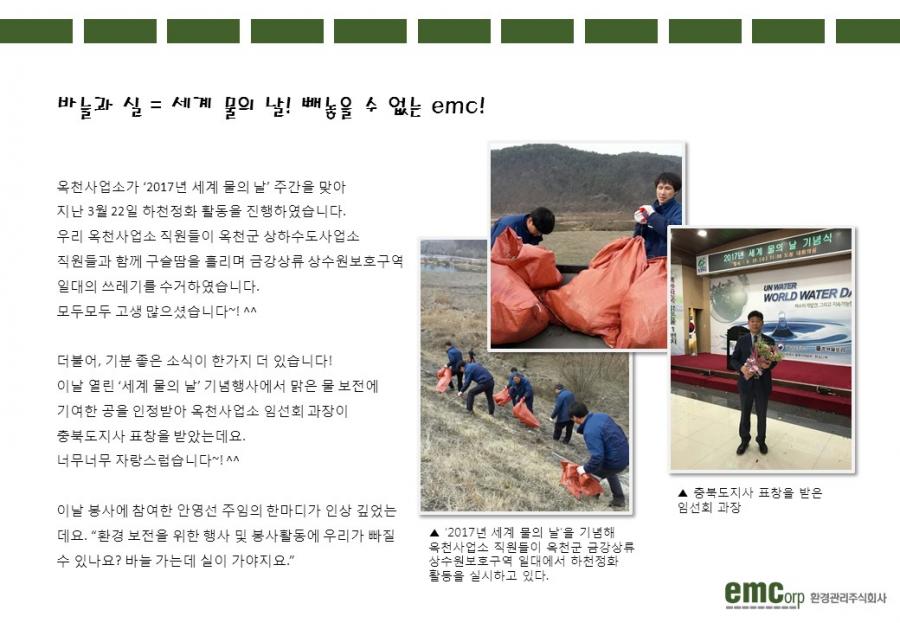 바늘과 실 = 세계 물의 날! 빼놓을 수 없는 emc!
옥천사업소가 ‘2017년 세계 물의 날’ 주간을 맞아
지난 3월 22일 하천정화 활동을 진행하였습니다.
우리 옥천사업소 직원들이 옥천군 상하수도사업소
직원들과 함께 구슬땀을 흘리며 금강상류 상수원보호구역
일대의 쓰레기를 수거하였습니다.
모두모두 고생 많으셨습니다~! ^^
더불어, 기분 좋은 소식이 한가지 더 있습니다!
이날 열린 ‘세계 물의 날’ 기념행사에서 맑은 물 보전에
기여한 공을 인정받아 옥천사업소 임선회 과장이
충북도지사 표창을 받았는데요.
너무너무 자랑스럽습니다~! ^^
이날 봉사에 참여한 안영선 주임의 한마디가 인상 깊었는
데요. “환경 보전을 위한 행사 및 봉사활동에 우리가 빠질
수 있나요? 바늘 가는데 실이 가야지요.”
2017년 세계 물의 날 기념식
UN WATER
WORLD WATER DA
▲ ‘2017년 세계 물의 날’을 기념해
옥천사업소 직원들이 옥천군 금강상류
상수원보호구역 일대에서 하천정화
활동을 실시하고 있다.
▲ 충북도지사 표창을 받은
임선회 과장
emcorp 환경관리주식회사